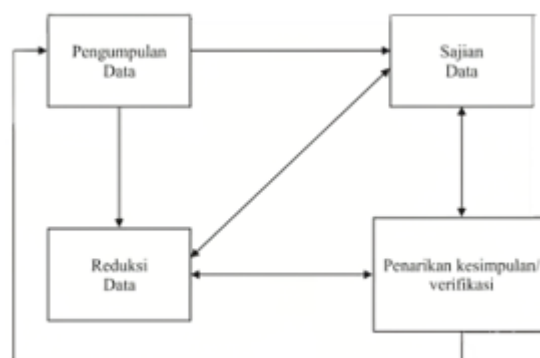 Pengumpulan
Data
Sajian
Data
Reduksi
Data
Penarikan kesimpulan/
verifikasi